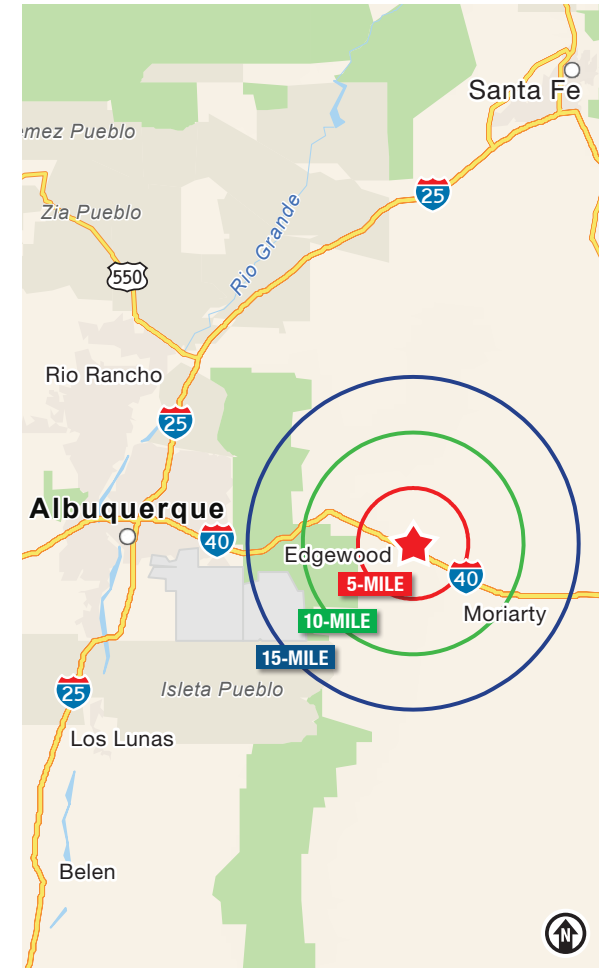 Santa Fe
mez Pueblo
25
Zia Pueblo
Rio Grande
550
Rio Rancho
25
Albuquerque
40
Edgewood
40
5-MILE
Moriarty
10-MILE
15-MILE
25
Isleta Pueblo
Los Lunas
Belen
N